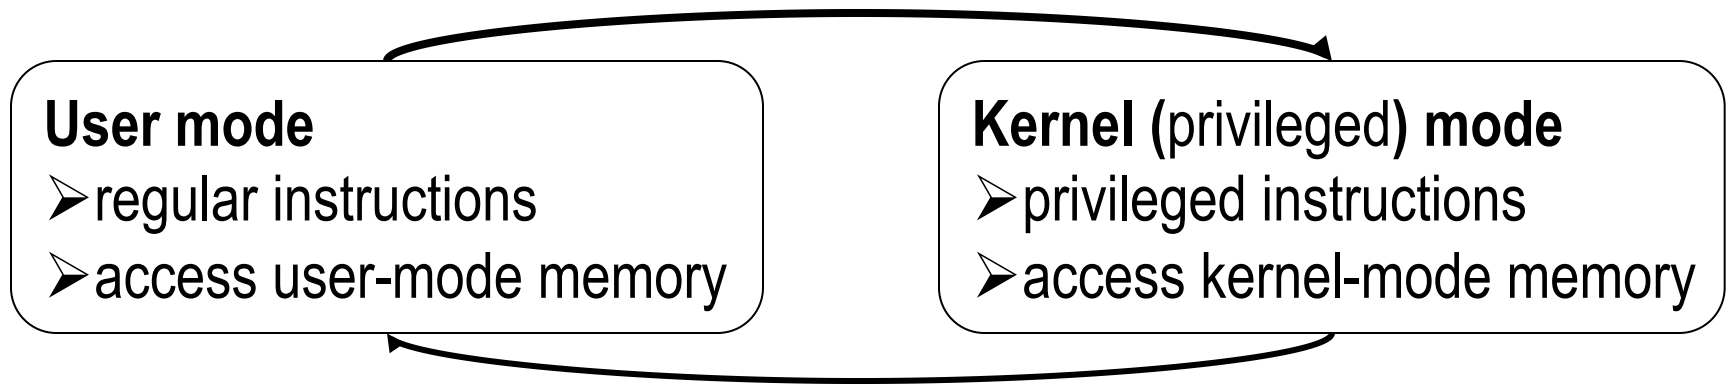 User mode
➢regular instructions
➢access user-mode memory
Kernel (privileged) mode
➢privileged instructions
➢access kernel-mode memory